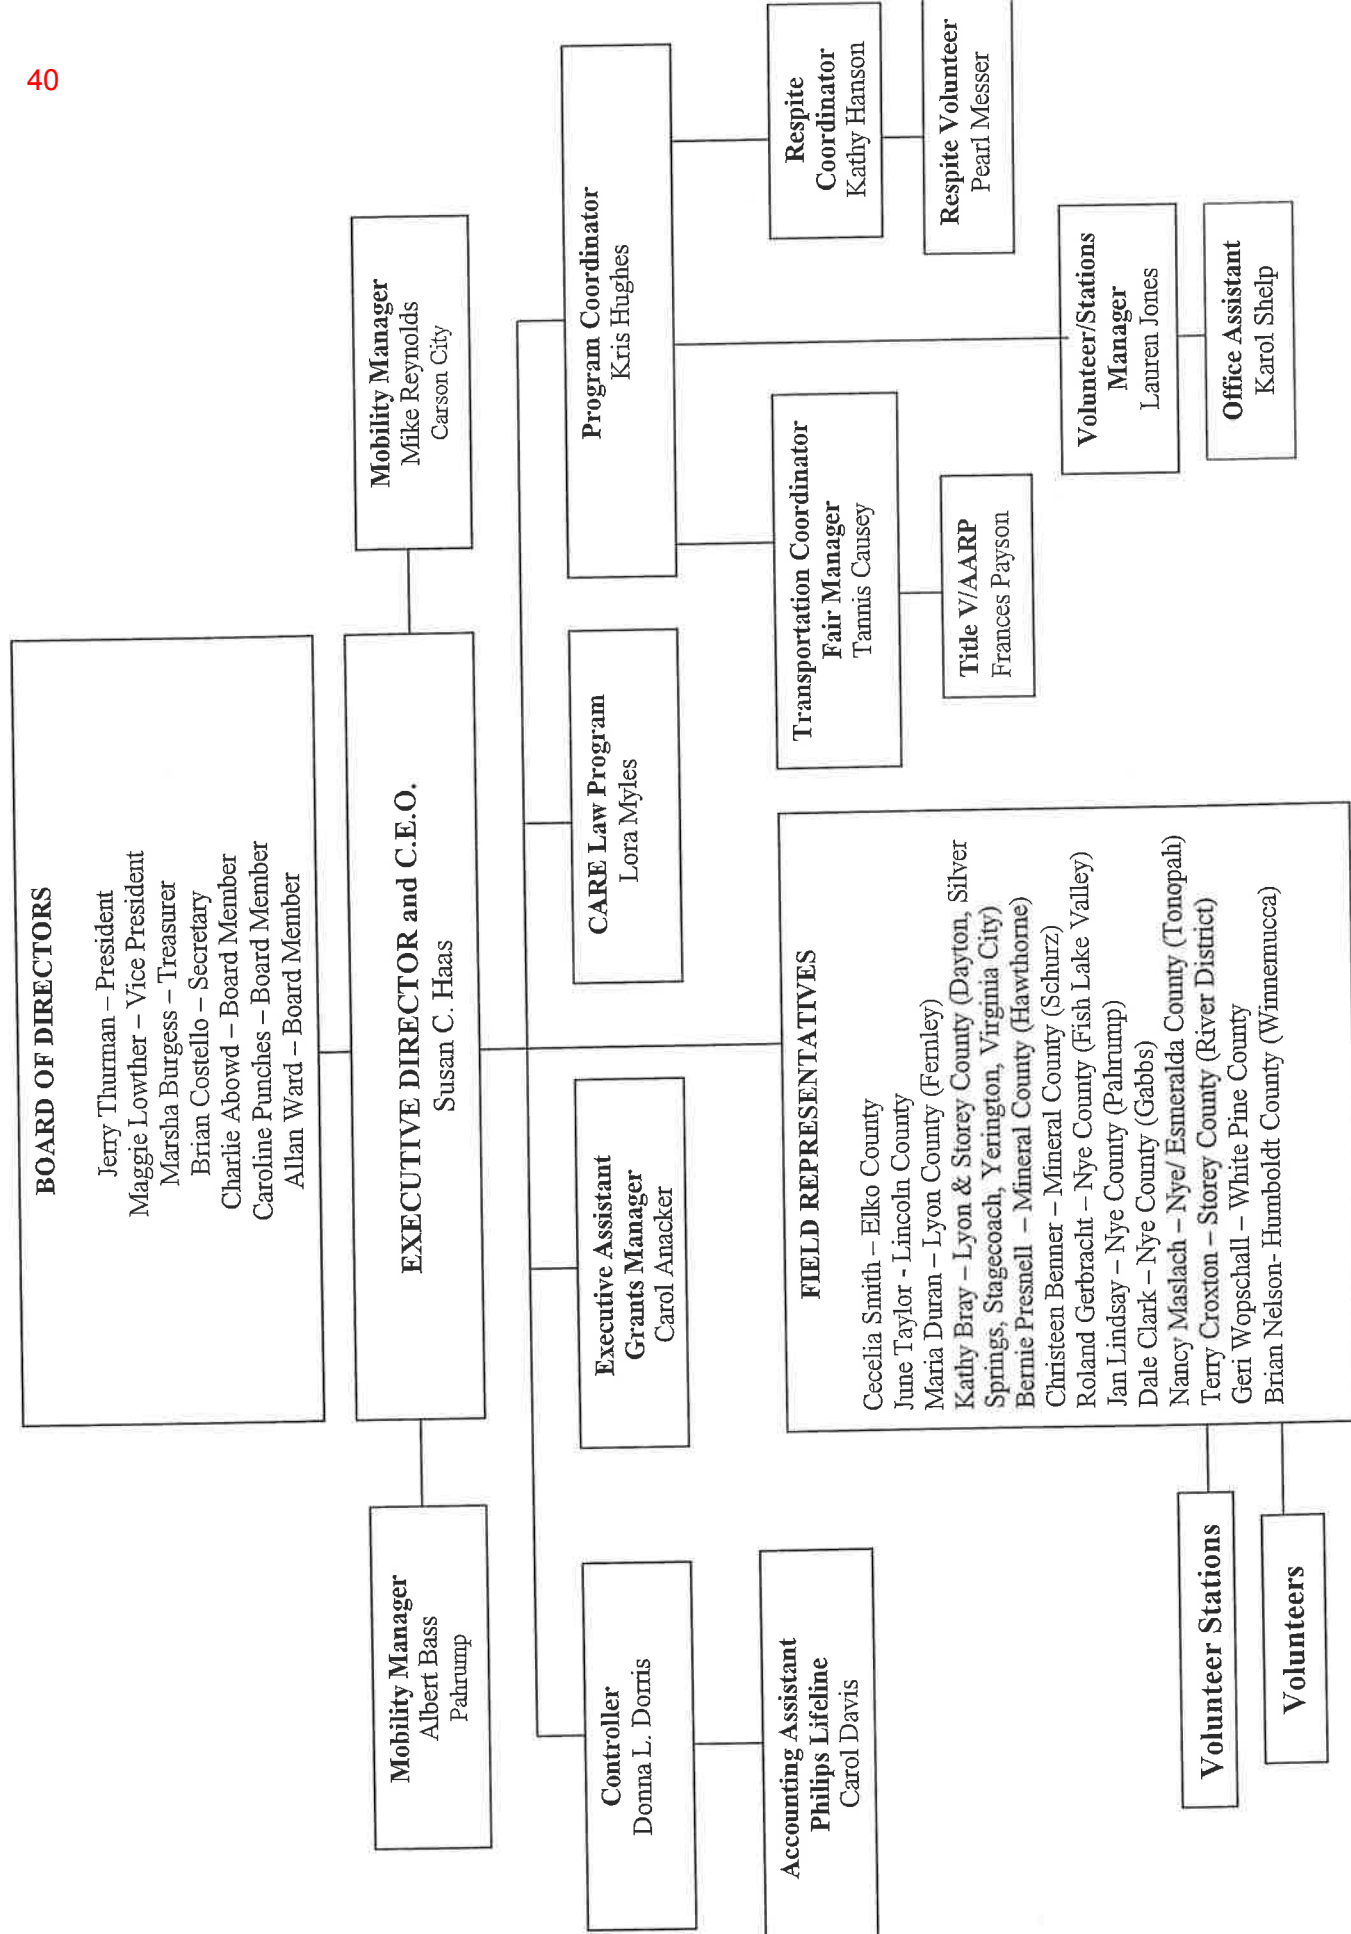 40
BOARD OF DIRECTORS
Jerry Thurman – President
Maggie Lowther – Vice President
Marsha Burgess – Treasurer
Brian Costello – Secretary
Charlie Abowd – Board Member
Caroline Punches – Board Member
Allan Ward – Board Member
Mobility Manager
Albert Bass
Pahrump
EXECUTIVE DIRECTOR and C.E.O.
Susan C. Haas
Mobility Manager
Mike Reynolds
Carson City
Controller
Donna L. Dorris
Executive Assistant
Grants Manager
Carol Anacker
CARE Law Program
Lora Myles
Program Coordinator
Kris Hughes
Accounting Assistant
Philips Lifeline
Carol Davis
FIELD REPRESENTATIVES
Cecelia Smith – Elko County
June Taylor - Lincoln County
Maria Duran – Lyon County (Fernley)
Kathy Bray – Lyon & Storey County (Dayton, Silver
Springs, Stagecoach, Yerington, Virginia City)
Bernie Presnell – Mineral County (Hawthorne)
Christeen Benner – Mineral County (Schurz)
Roland Gerbracht – Nye County (Fish Lake Valley)
Jan Lindsay – Nye County (Pahrump)
Dale Clark – Nye County (Gabbs)
Nancy Maslach – Nye/ Esmeralda County (Tonopah)
Terry Croxton – Storey County (River District)
Geri Wopschall – White Pine County
Brian Nelson- Humboldt County (Winnemucca)
Transportation Coordinator
Fair Manager
Tannis Causey
Respite
Coordinator
Kathy Hanson
Title V/AARP
Frances Payson
Respite Volunteer
Pearl Messer
Volunteer/Stations
Manager
Lauren Jones
Office Assistant
Karol Shelp
Volunteer Stations
Volunteers